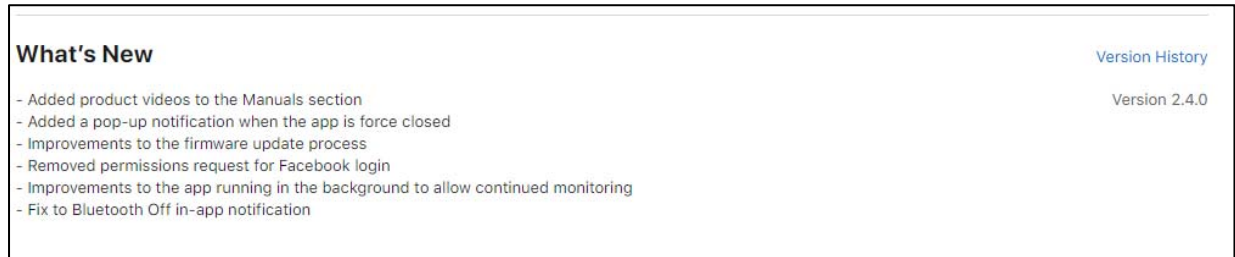 What's New
Version History
- Added product videos to the Manuals section
Version 2.4.0
- Added a pop-up notification when the app is force closed
- Improvements to the firmware update process
- Removed permissions request for Facebook login
- Improvements to the app running in the background to allow continued monitoring
- Fix to Bluetooth Off in-app notification